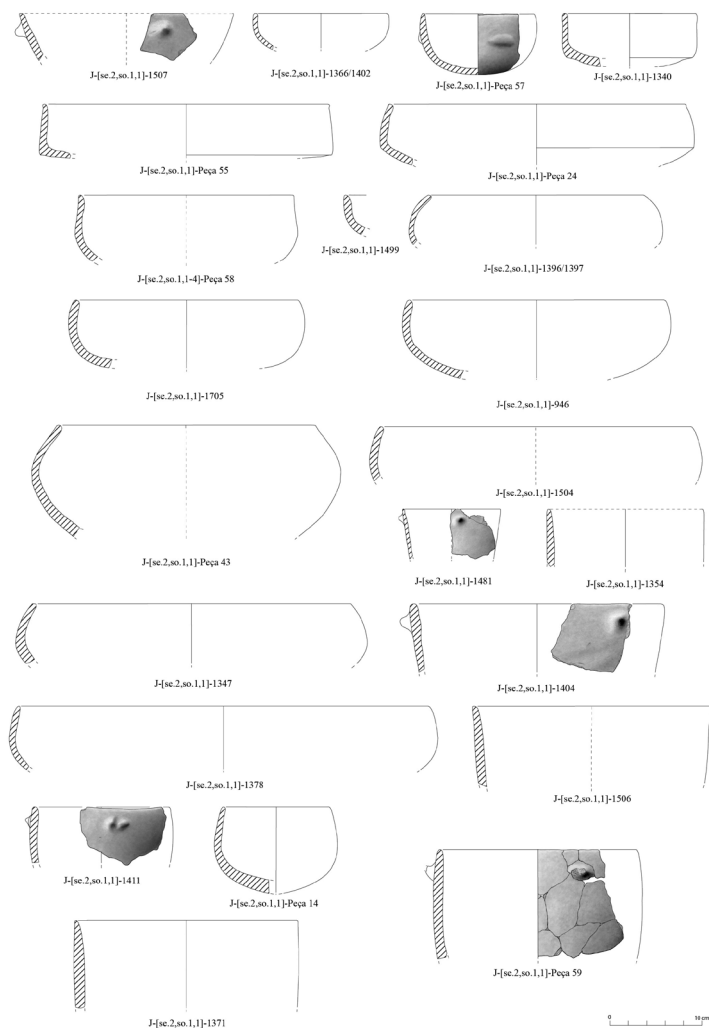 J-[se.2,so.1,1]-1507
J-[se.2,so.1,1]-1366/1402
J-[se.2,so.1,1]-Peça 57
J-[se.2,so.1,1]-1340
J-[se.2,so.1,1]-Peça 55
J-[se.2,so.1,1]-Peça 24
J-[se.2,so.1,1-4]-Peça 58
J-[se.2,so.1,1]-1499
J-[se.2,so.1,1]-1396/1397
J-[se.2,so.1,1]-1705
J-[se.2,so.1,1]-946
J-[se.2,so.1,1]-Peça 43
J-[se.2,so.1,1]-1504
J-[se.2,so.1,1]-1481
J-[se.2,so.1,1]-1354
J-[se.2,so.1,1]-1347
J-[se.2,so.1,1]-1404
J-[se.2,so.1,1]-1378
J-[se.2,so.1,1]-1506
J-[se.2,so.1,1]-1411
J-[se.2,so.1,1]-Peça 14
J-[se.2,so.1,1]-Peça 59
J-[se.2,so.1,1]-1371
0 10 cm